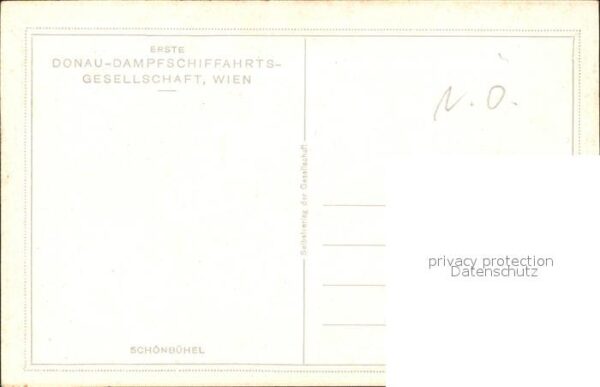 ERSTE
DONAU-DAMPFSCHIFFAHRTS-
GESELLSCHAFT, WIEN
N.Ö.
Selbstverlag der Gesellschaft
privacy protection
Datenschutz
SCHÖNBÜHEL